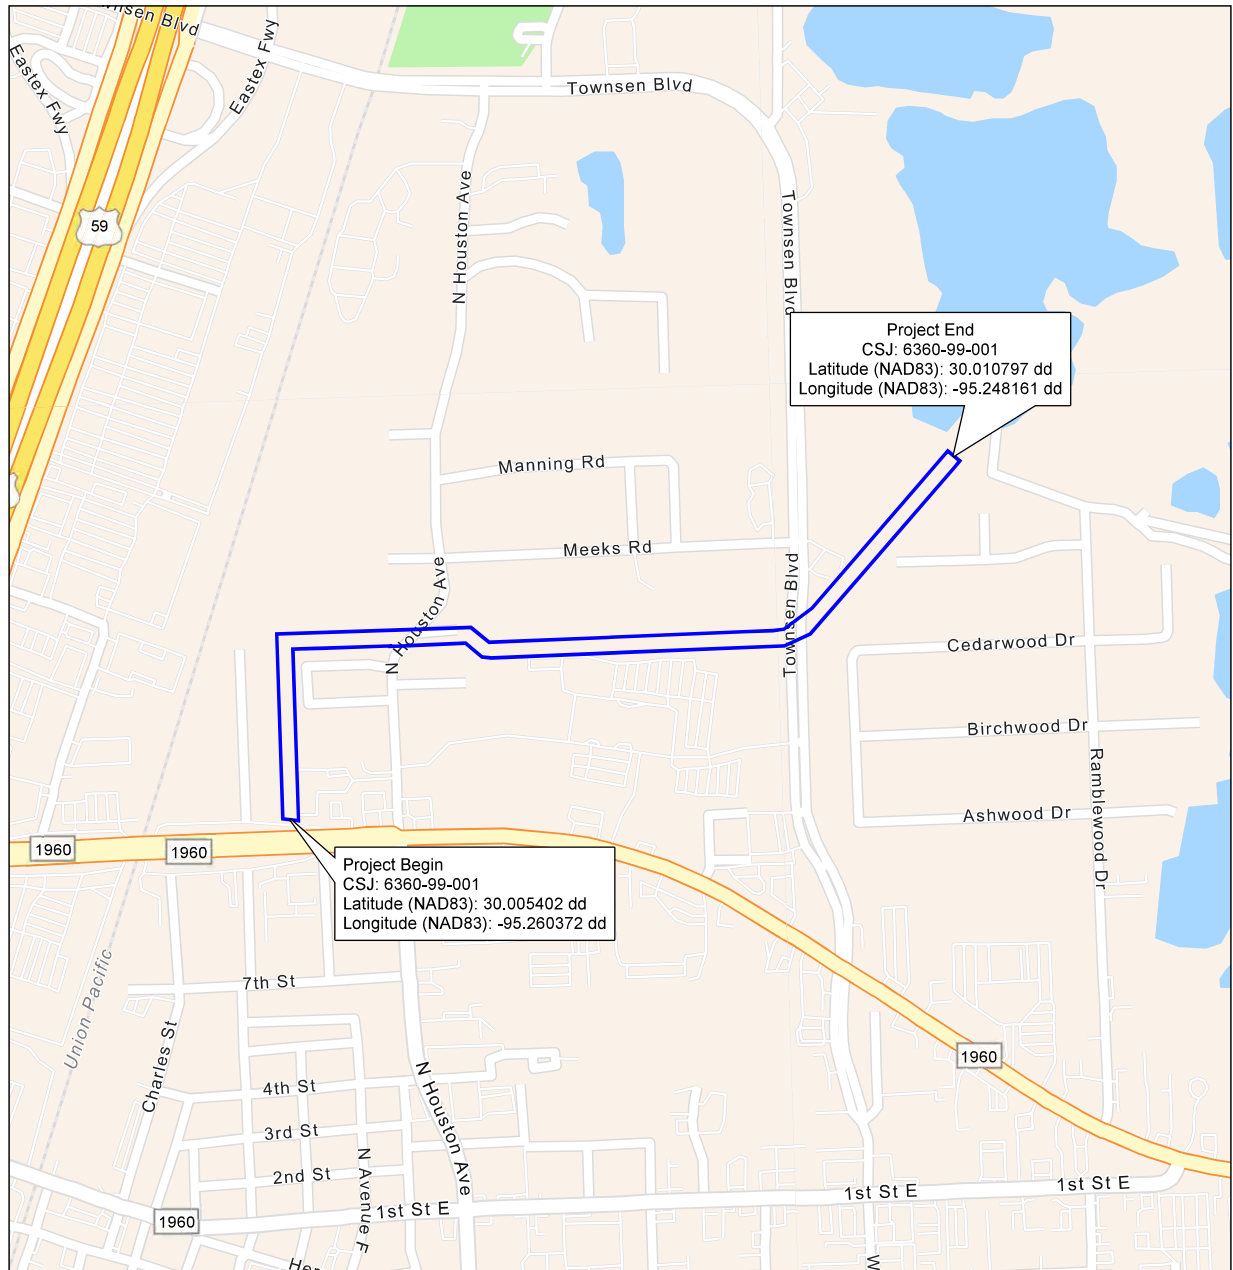 wnsen Blvd
Eastex Fwy
Eastex Fwy
Townsen Blvd
59
N Houston Ave
Townsen Blvd
Project End
CSJ: 6360-99-001
Latitude (NAD83): 30.010797 dd
Longitude (NAD83): -95.248161 dd
Manning Rd
Meeks Rd
N Houston Ave
Townsen Blvd
Cedarwood Dr
Birchwood Dr
Ramblewood Dr
Ashwood Dr
1960
1960
Project Begin
CSJ: 6360-99-001
Latitude (NAD83): 30.005402 dd
Longitude (NAD83): -95.260372 dd
Union Pacific
7th St
Charles St
1960
4th St
N Houston Ave
3rd St
2nd St
N Avenue F
1st St E
1st St E
1st St E
1960
Her
W